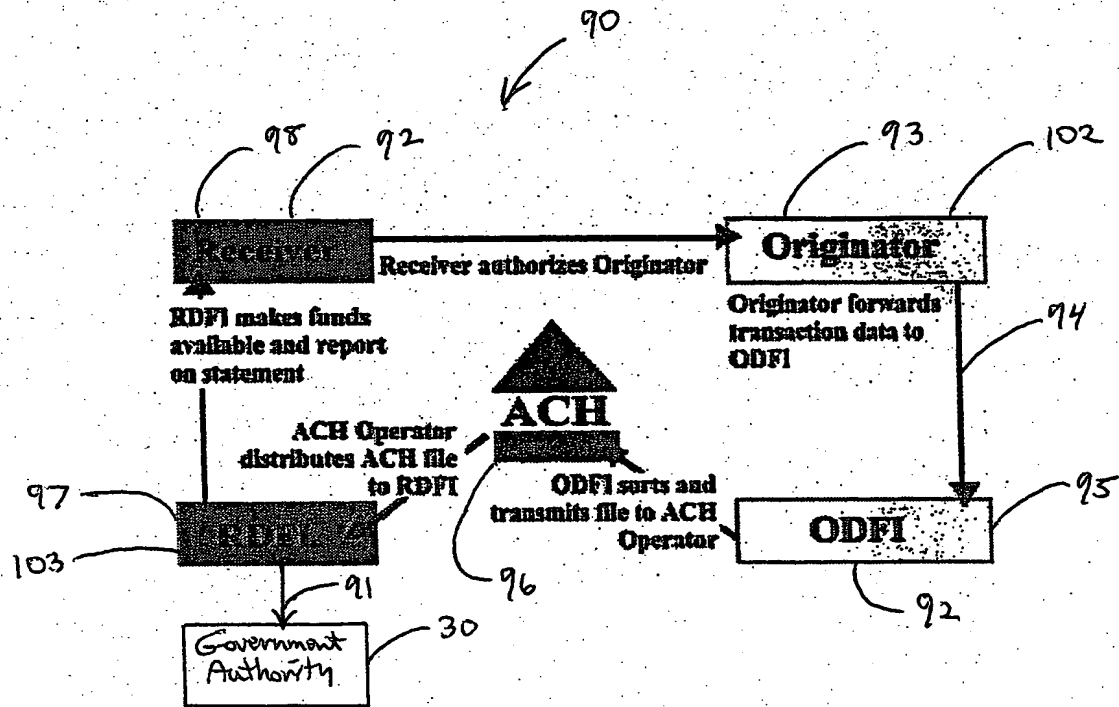 90
98
92
93
102
Receiver
Originator
Receiver authorizes Originator
RDFI makes funds
available and report
on statement
Originator forwards
transaction data to
ODFI
94
ACH
ACH Operator
distributes ACH file
to RDFI
ODFI sorts and
transmits file to ACH
Operator
97
103
RDFI
96
ODFI
95
92
91
30
Government
Authority